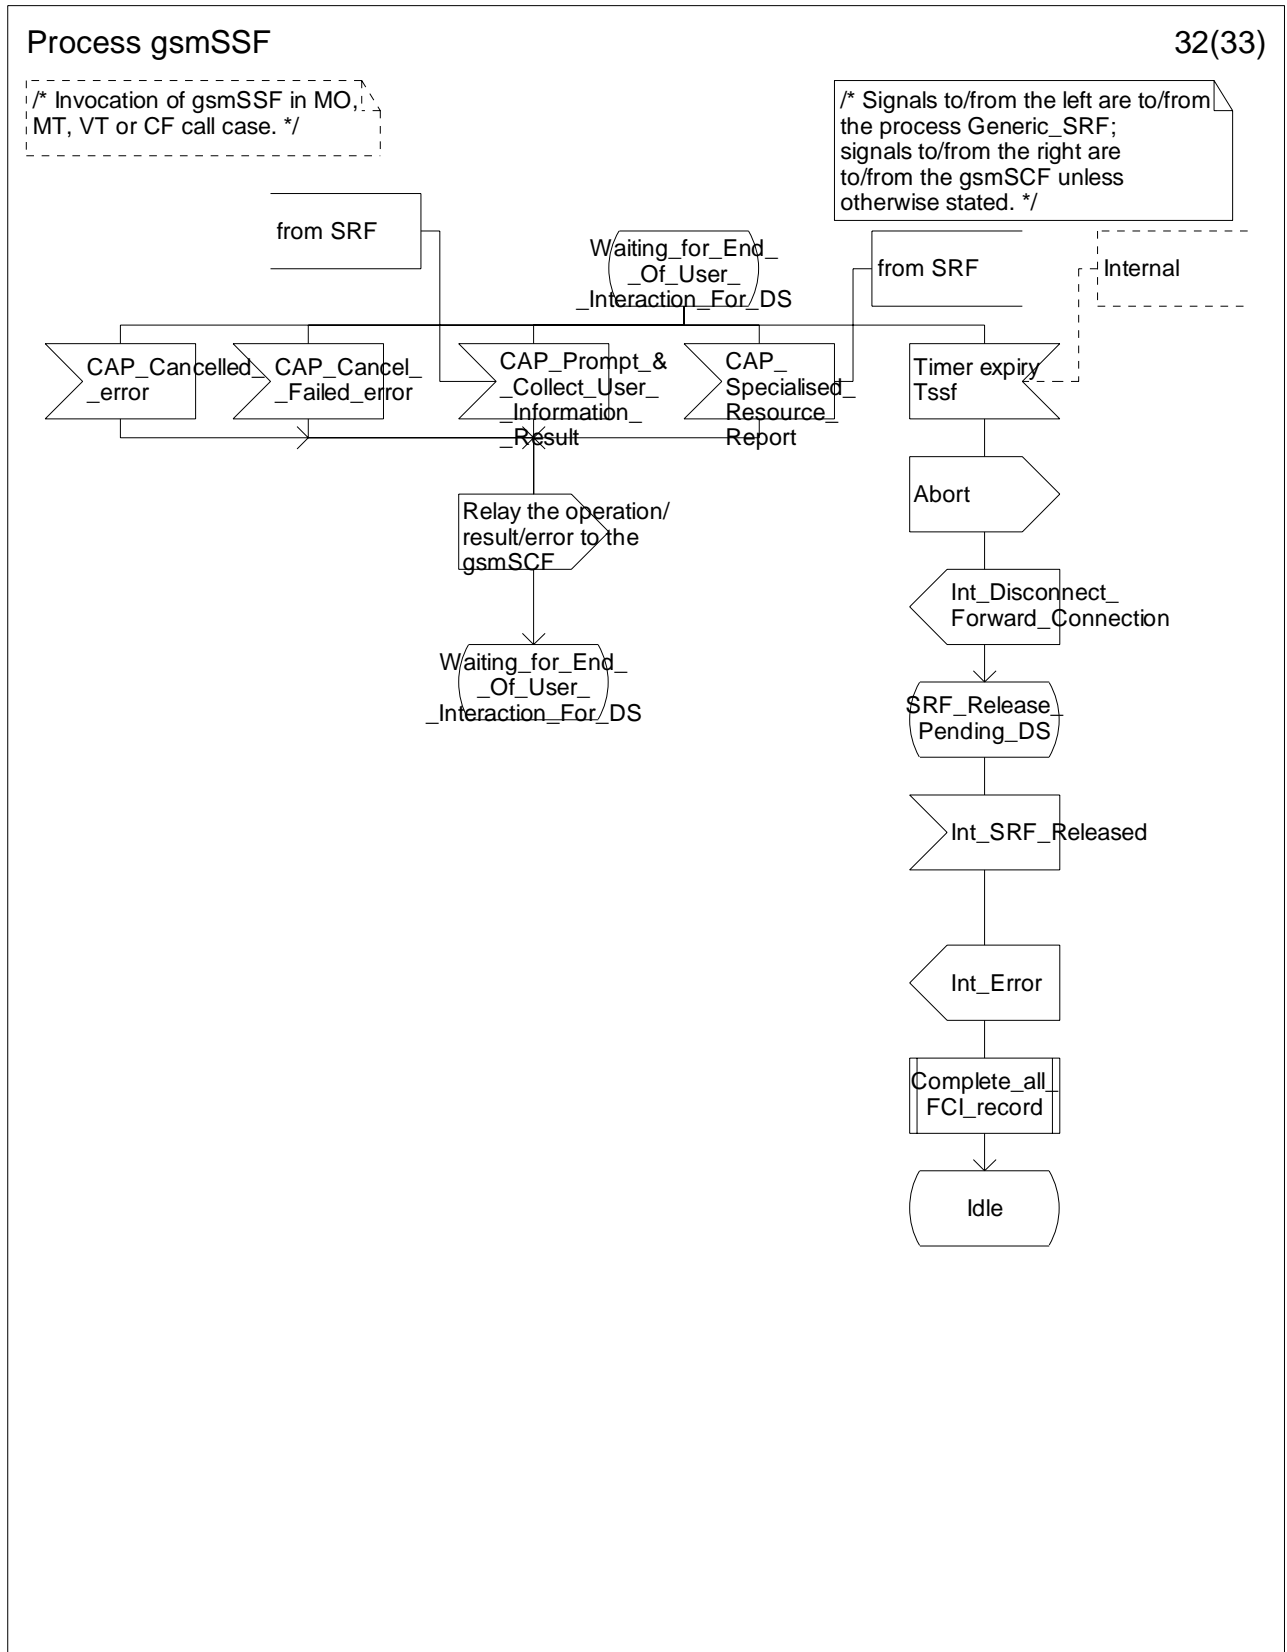 Process gsmSSF
32(33)
/* Invocation of gsmSSF in MO,
MT, VT or CF call case. */
/* Signals to/from the left are to/from
the process Generic_SRF;
signals to/from the right are
to/from the gsmSCF unless
otherwise stated. */
from SRF
Waiting_for_End_
_Of_User_
_Interaction_For_DS
from SRF
Internal
CAP_Cancelled_
_error
CAP_Cancel_
_Failed_error
CAP_Prompt_&
_Collect_User_
_Information_
_Result
CAP_
Specialised_
Resource_
Report
Timer expiry
Tssf
Abort
Relay the operation/
result/error to the
gsmSCF
Int_Disconnect_
Forward_Connection
Waiting_for_End_
_Of_User_
_Interaction_For_DS
SRF_Release_
Pending_DS
Int_SRF_Released
Int_Error
Complete_all_
FCI_record
Idle